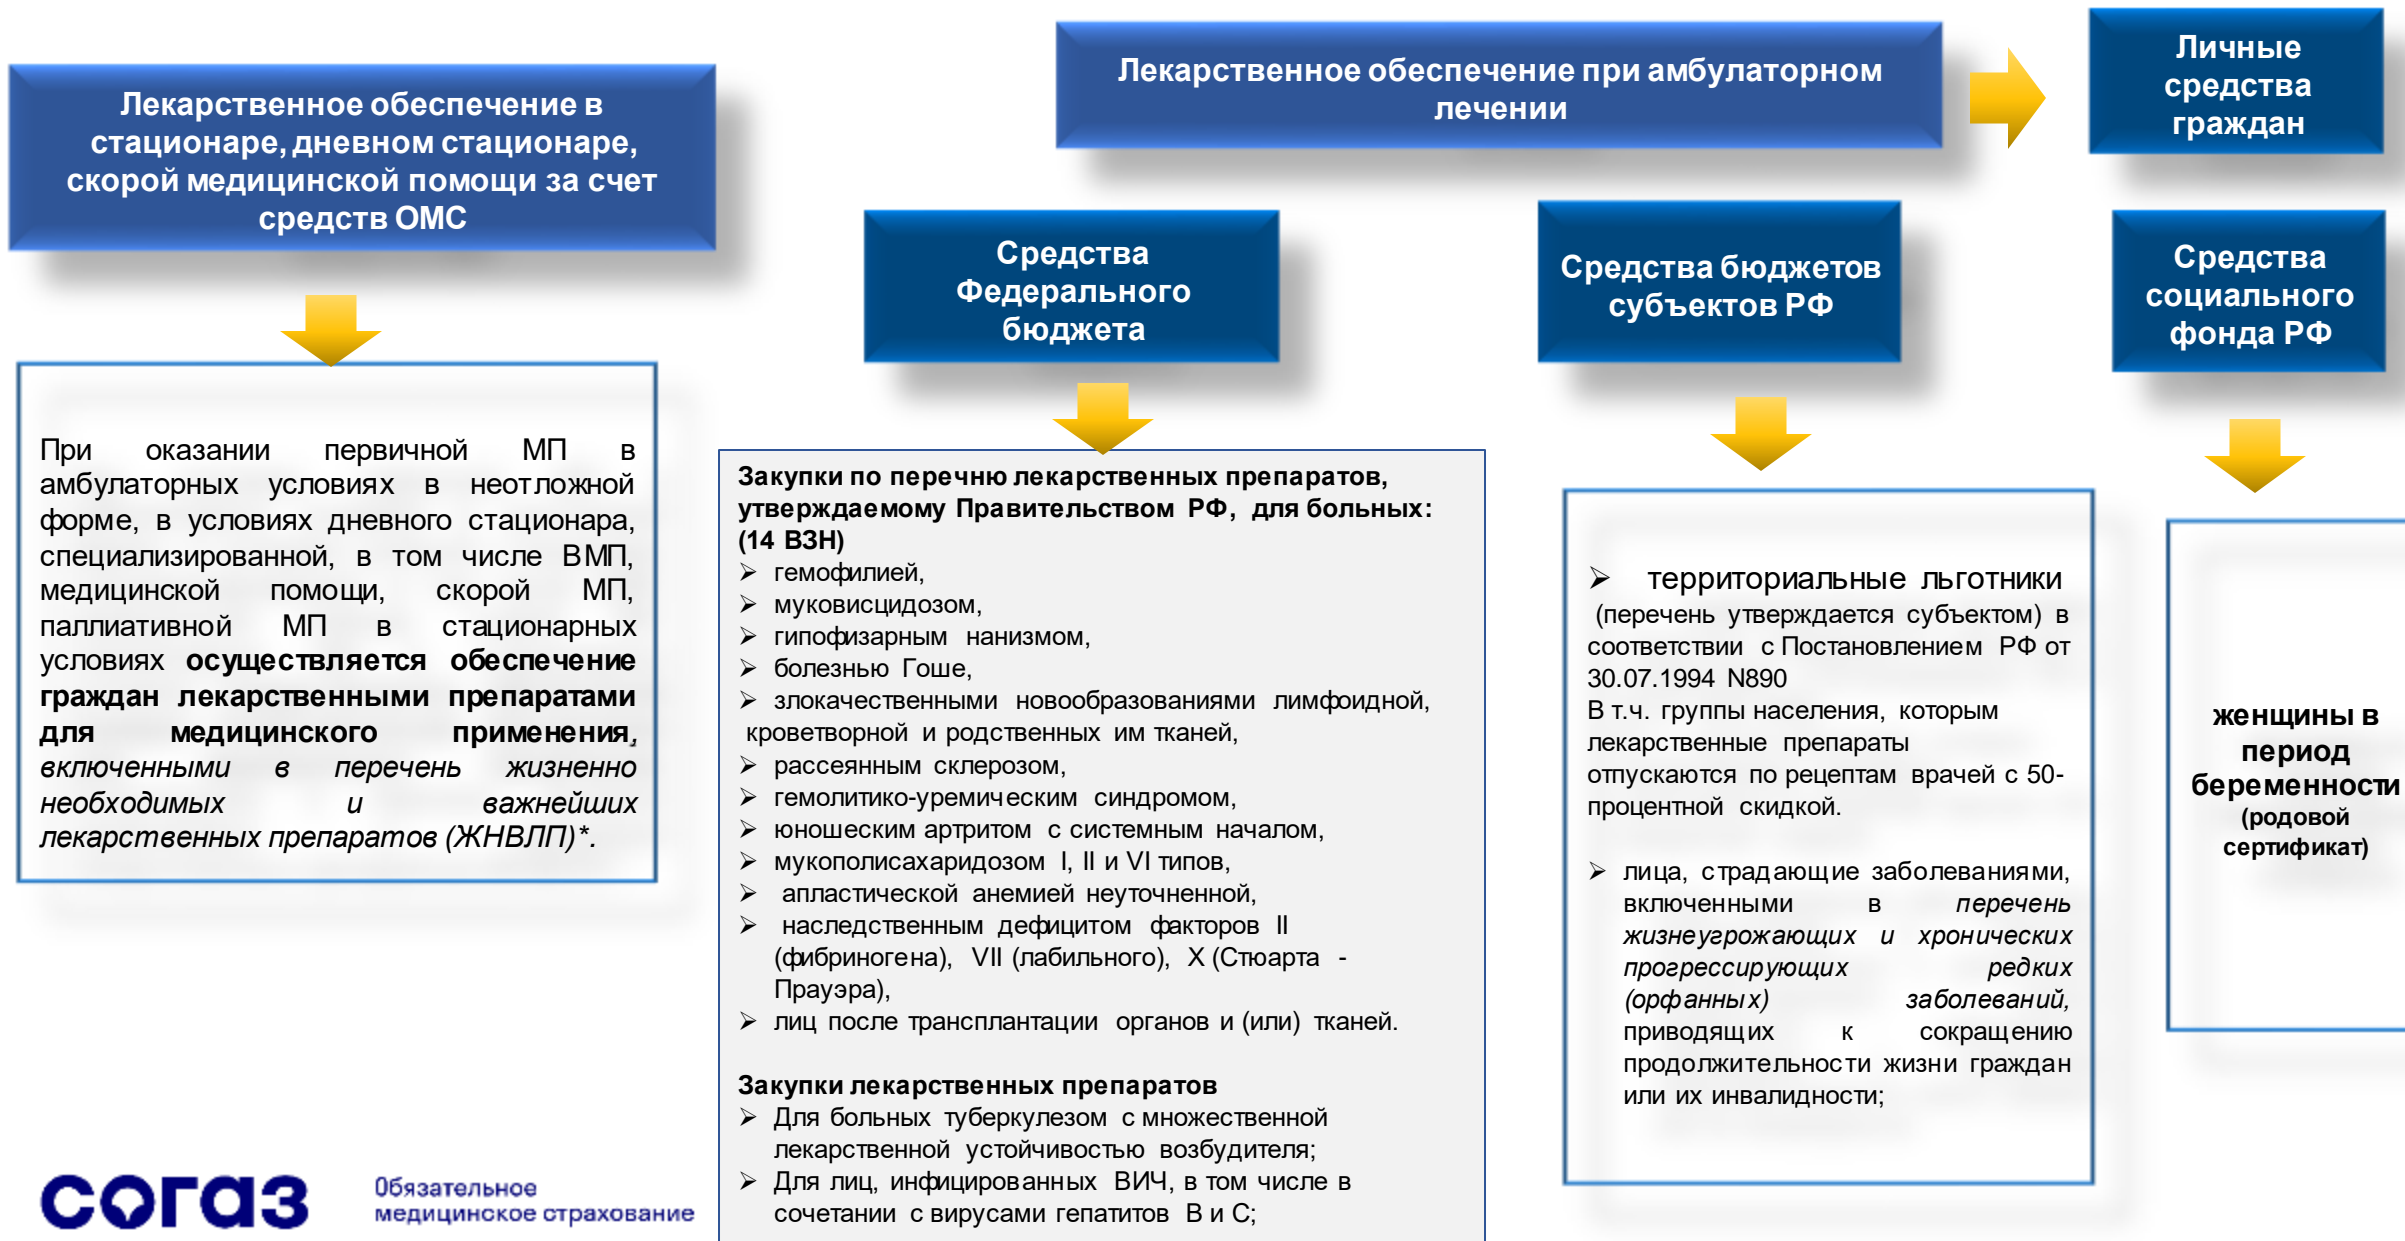 Лекарственное обеспечение в
стационаре, дневном стационаре,
скорой медицинской помощи за счет
средств ОМС
При оказании первичной МП в
амбулаторных условиях в неотложной
форме, в условиях дневного стационара,
специализированной, в том числе ВМП,
медицинской помощи, скорой МП,
паллиативной МП в стационарных
условиях осуществляется обеспечение
граждан лекарственными препаратами
для медицинского применения,
включенными в перечень жизненно
необходимых и важнейших
лекарственных препаратов (ЖНВЛП)*.
Лекарственное обеспечение при амбулаторном
лечении
Личные
средства
граждан
Средства
Федерального
бюджета
Закупки по перечню лекарственных препаратов,
утверждаемому Правительством РФ, для больных:
(14 ВЗН)
➢ гемофилией,
➢ муковисцидозом,
➢ гипофизарным нанизмом,
➢ болезнью Гоше,
➢ злокачественными новообразованиями лимфоидной,
кроветворной и родственных им тканей,
➢ рассеянным склерозом,
➢ гемолитико-уремическим синдромом,
➢ юношеским артритом с системным началом,
➢ мукополисахаридозом I, II и VI типов,
➢ апластической анемией неуточненной,
➢ наследственным дефицитом факторов II
(фибриногена), VII (лабильного), X (Стюарта -
Прауэра),
➢ лиц после трансплантации органов и (или) тканей.
Закупки лекарственных препаратов
➢ Для больных туберкулезом с множественной
лекарственной устойчивостью возбудителя;
➢ Для лиц, инфицированных ВИЧ, в том числе в
сочетании с вирусами гепатитов В и С;
Средства бюджетов
субъектов РФ
➢ территориальные льготники
(перечень утверждается субъектом) в
соответствии с Постановлением РФ от
30.07.1994 N890
В т.ч. группы населения, которым
лекарственные препараты
отпускаются по рецептам врачей с 50-
процентной скидкой.
➢ лица, страдающие заболеваниями,
включенными в перечень
жизнеугрожающих и хронических
прогрессирующих редких
(орфанных) заболеваний,
приводящих к сокращению
продолжительности жизни граждан
или их инвалидности;
Средства
социального
фонда РФ
женщины в
период
беременности
(родовой
сертификат)
согаз
Обязательное
медицинское страхование